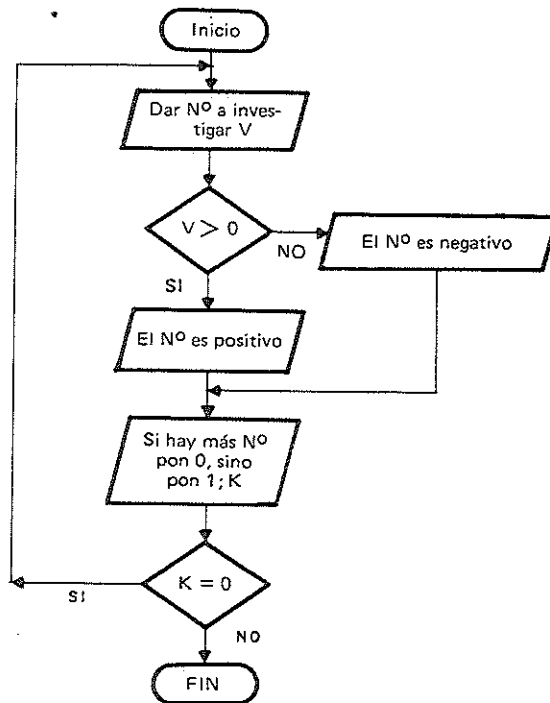 Inicio
Dar Nº a inves-
tigar V
V > 0
NO
El Nº es negativo
SI
El Nº es positivo
Si hay más Nº
pon 0, sino
pon 1; K
K = 0
SI
NO
FIN